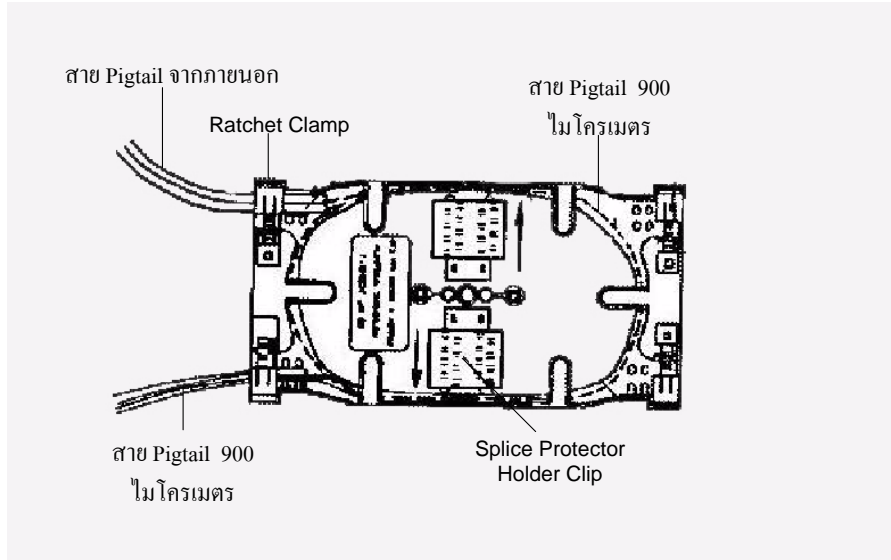 สาย Pigtail จากภายนอก
Ratchet Clamp
สาย Pigtail 900
ไมโครเมตร
สาย Pigtail 900
ไมโครเมตร
Splice Protector
Holder Clip